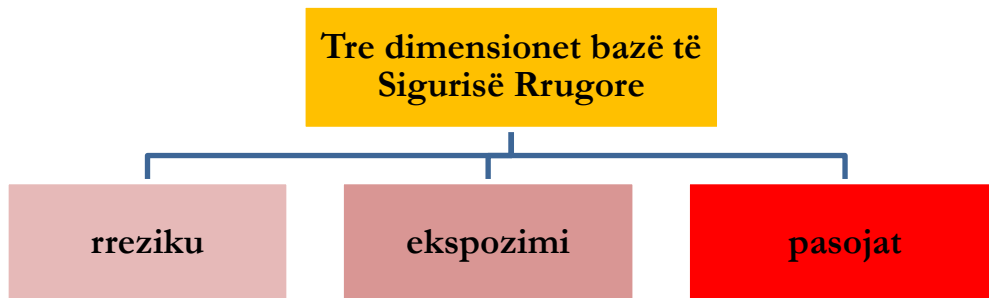 Tre dimensionet bazë të
Sigurisë Rrugore
rreziku
ekspozimi
pasojat